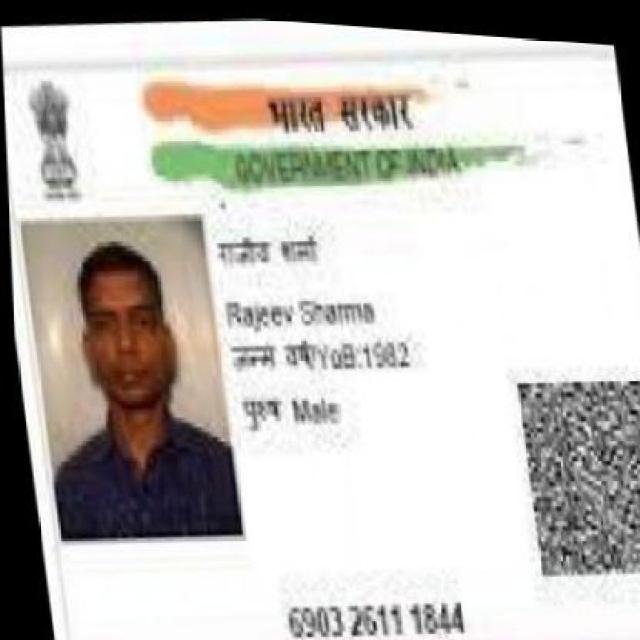 भारत सरकार
GOVERNMENT OF INDIA
राजीव शर्मा
Rajeev Sharma
जन्म वर्ष/YoB:1982
पुरुष Male
6903 2611 1844